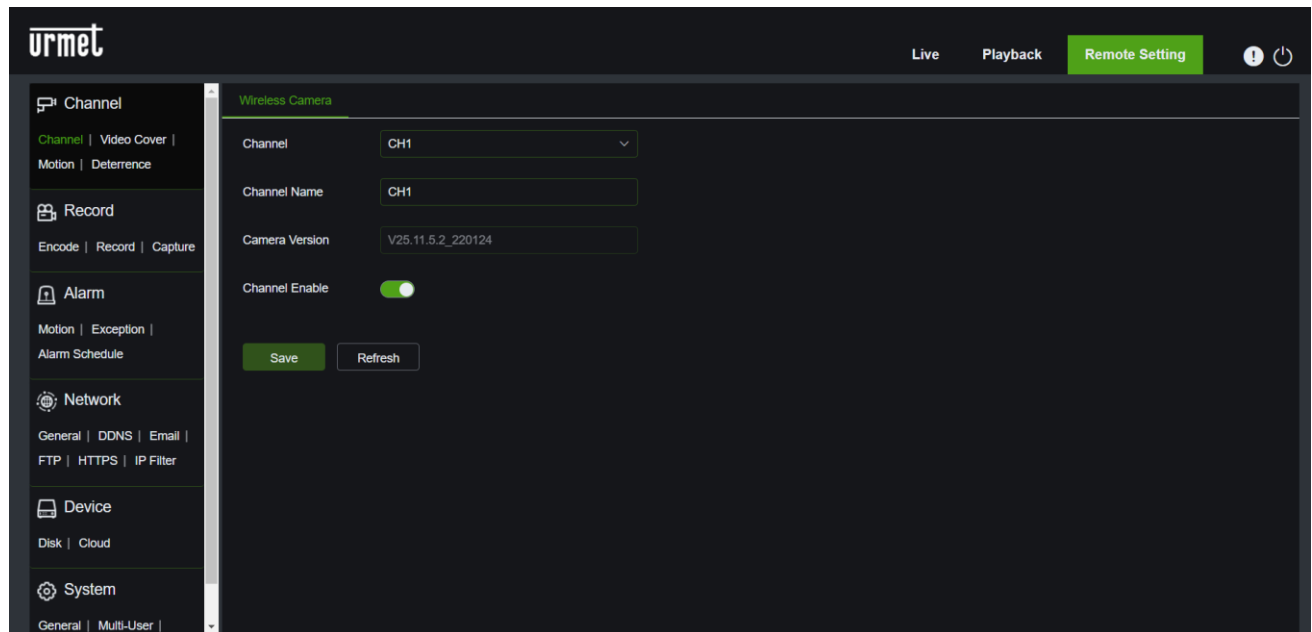 urmet
Live Playback Remote Setting !
Channel
Channel | Video Cover |
Motion | Deterrence
Record
Encode | Record | Capture
Alarm
Motion | Exception |
Alarm Schedule
Network
General | DDNS | Email |
FTP | HTTPS | IP Filter
Device
Disk | Cloud
System
General | Multi-User |
Wireless Camera
Channel CH1
Channel Name CH1
Camera Version V25.11.5.2_220124
Channel Enable
Save Refresh